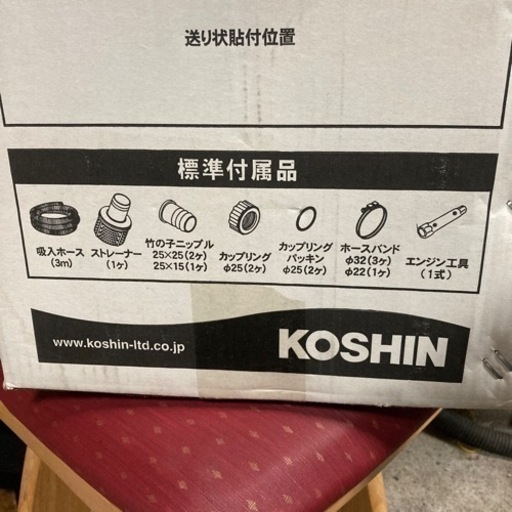 送り状貼付位置
標準付属品
吸入ホース
(3m)
ストレーナー
(1ヶ)
竹の子ニップル
25×25(2ヶ)
25×15(1ヶ)
カップリング
φ25(2ヶ)
カップリング
パッキン
φ25(2ヶ)
ホースバンド
φ32(3ヶ)
φ22(1ヶ)
エンジン工具
(1式)
www.koshin-ltd.co.jp
KOSHIN